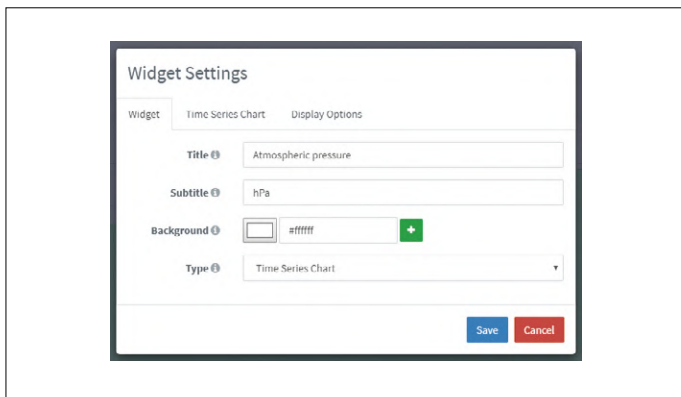 Widget Settings
Widget Time Series Chart Display Options
Title
Atmospheric pressure
Subtitle
hPa
Background
#ffffff
+
Type
Time Series Chart
Save Cancel